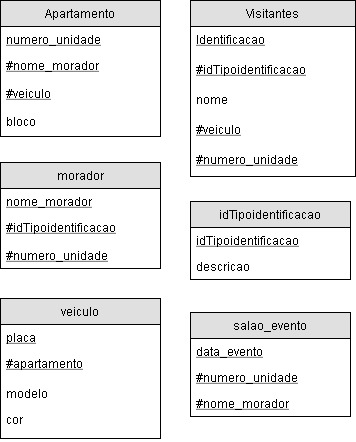 Apartamento
numero_unidade
#nome_morador
#veiculo
bloco
Visitantes
Identificacao
#idTipoidentificacao
nome
#veiculo
#numero_unidade
morador
nome_morador
#idTipoidentificacao
#numero_unidade
idTipoidentificacao
idTipoidentificacao
descricao
veiculo
placa
#apartamento
modelo
cor
salao_evento
data_evento
#numero_unidade
#nome_morador